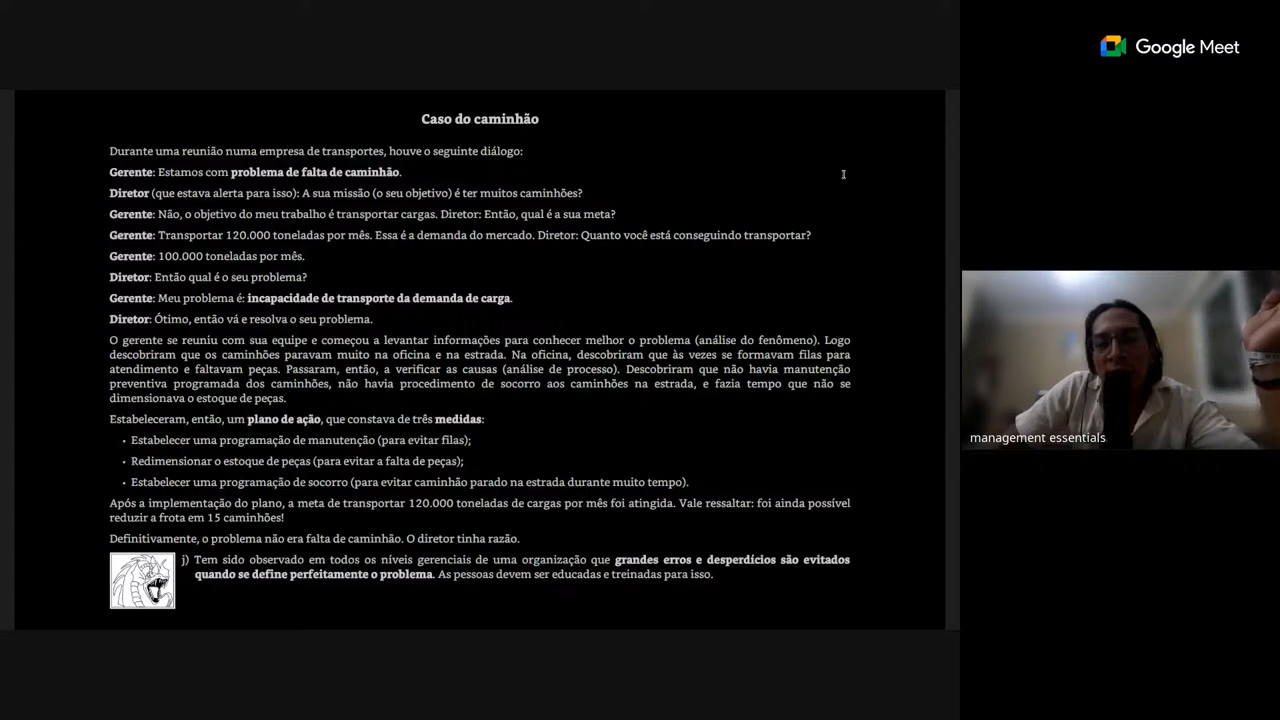 Google Meet
Caso do caminhão
Durante uma reunião numa empresa de transportes, houve o seguinte diálogo:
Gerente: Estamos com problema de falta de caminhão.
Diretor (que estava alerta para isso): A sua missão (o seu objetivo) é ter muitos caminhões?
Gerente: Não, o objetivo do meu trabalho é transportar cargas. Diretor: Então, qual é a sua meta?
Gerente: Transportar 120.000 toneladas por mês. Essa é a demanda do mercado. Diretor: Quanto você está conseguindo transportar?
Gerente: 100.000 toneladas por mês.
Diretor: Então qual é o seu problema?
Gerente: Meu problema é: incapacidade de transporte da demanda de carga.
Diretor: Ótimo, então vá e resolva o seu problema.
O gerente se reuniu com sua equipe e começou a levantar informações para conhecer melhor o problema (análise do fenômeno). Logo
descobriram que os caminhões paravam muito na oficina e na estrada. Na oficina, descobriram que às vezes se formavam filas para
atendimento e faltavam peças. Passaram, então, a verificar as causas (análise de processo). Descobriram que não havia manutenção
preventiva programada dos caminhões, não havia procedimento de socorro aos caminhões na estrada, e fazia tempo que não se
dimensionava o estoque de peças.
Estabeleceram, então, um plano de ação, que constava de três medidas:
• Estabelecer uma programação de manutenção (para evitar filas);
• Redimensionar o estoque de peças (para evitar a falta de peças);
• Estabelecer uma programação de socorro (para evitar caminhão parado na estrada durante muito tempo).
Após a implementação do plano, a meta de transportar 120.000 toneladas de cargas por mês foi atingida. Vale ressaltar: foi ainda possível
reduzir a frota em 15 caminhões!
Definitivamente, o problema não era falta de caminhão. O diretor tinha razão.
j) Tem sido observado em todos os níveis gerenciais de uma organização que grandes erros e desperdícios são evitados
quando se define perfeitamente o problema. As pessoas devem ser educadas e treinadas para isso.
management essentials